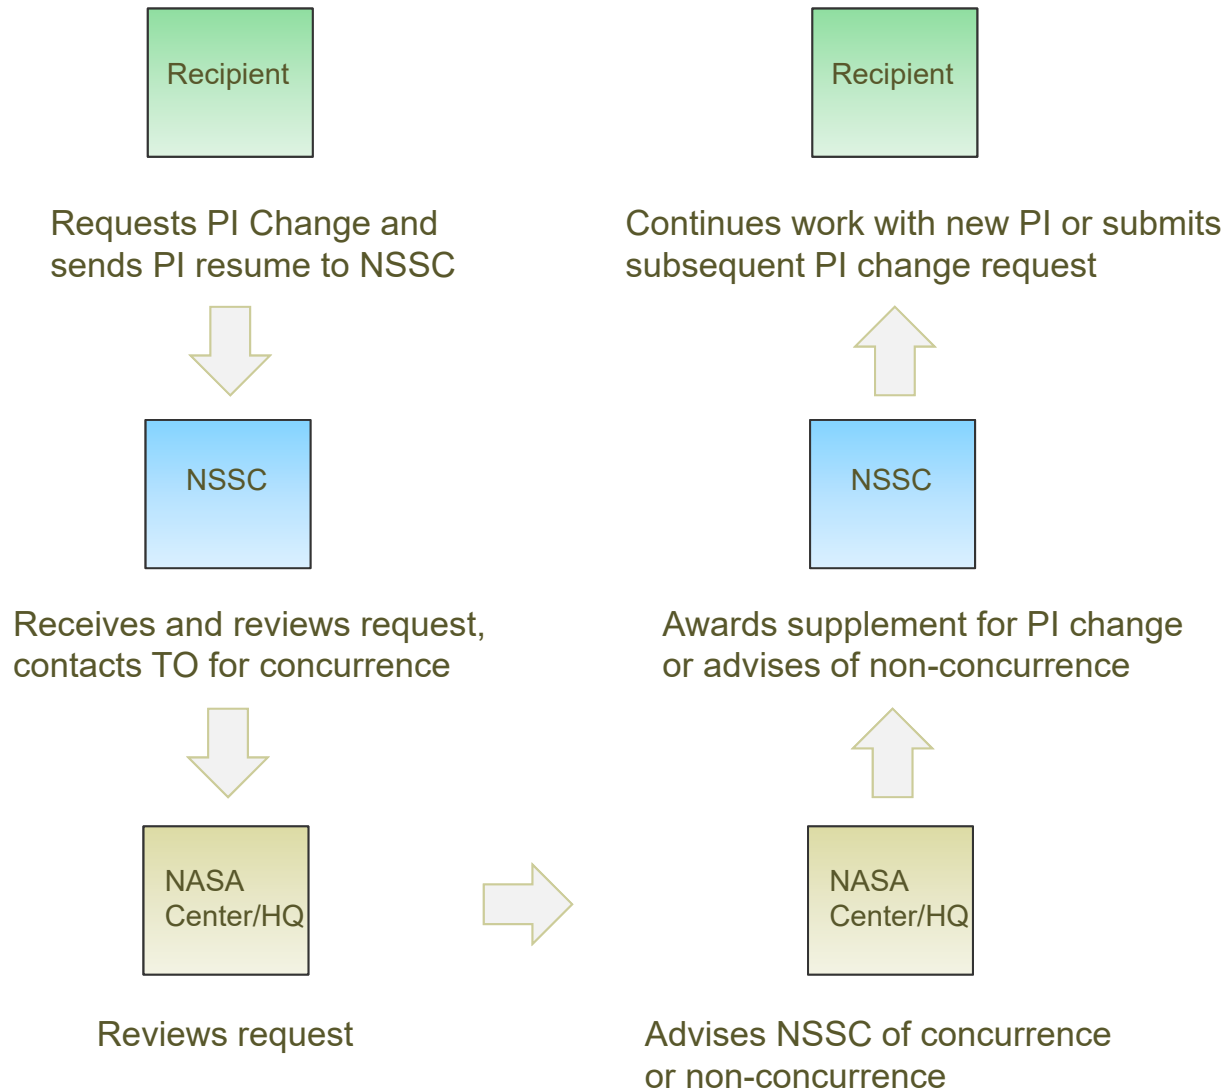 Recipient
Requests PI Change and
sends PI resume to NSSC
NSSC
Receives and reviews request,
contacts TO for concurrence
NASA
Center/HQ
Reviews request
NASA
Center/HQ
Advises NSSC of concurrence
or non-concurrence
NSSC
Awards supplement for PI change
or advises of non-concurrence
Recipient
Continues work with new PI or submits
subsequent PI change request